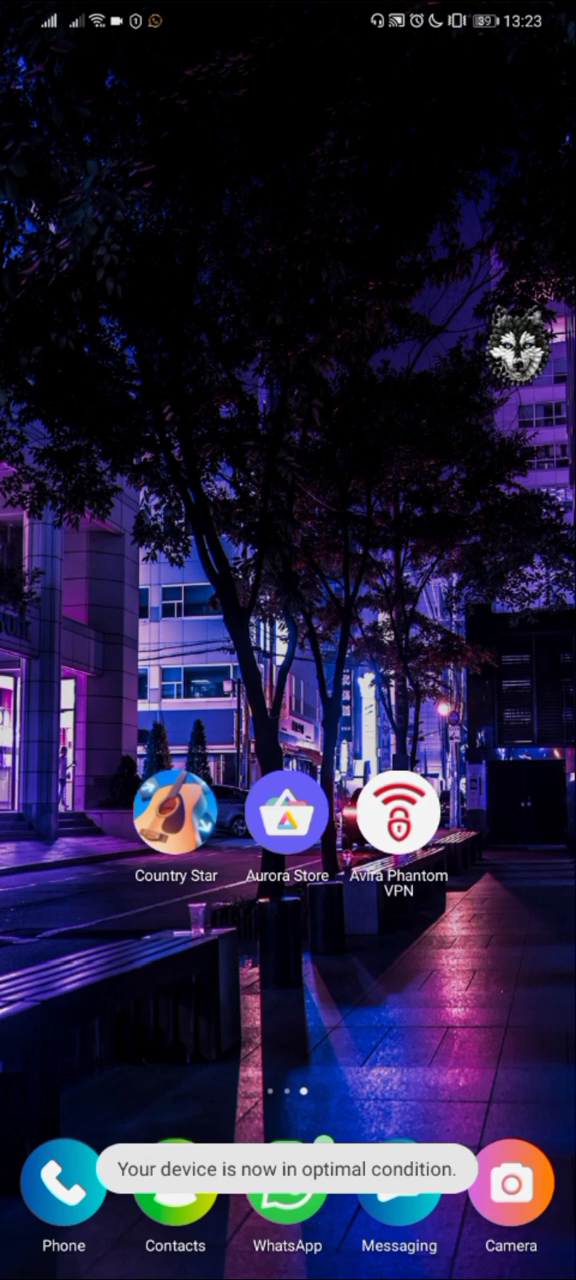 39 13:23
Country Star
Aurora Store
Avira Phantom
VPN
Your device is now in optimal condition.
Phone
Contacts
WhatsApp
Messaging
Camera